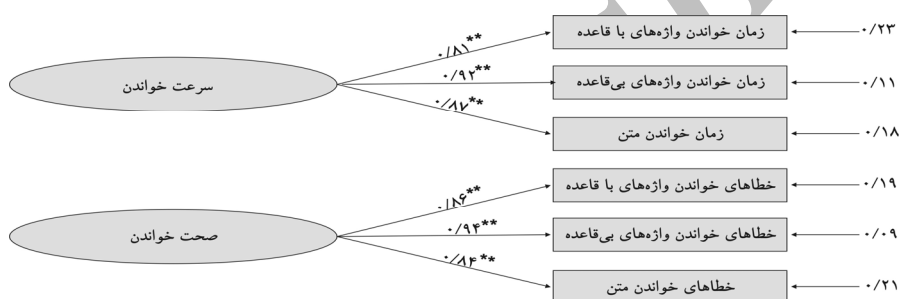 سرعت خواندن
۰/۸۱**
زمان خواندن واژه‌های با قاعده
۰/۲۳
۰/۹۲**
زمان خواندن واژه‌های بی‌قاعده
۰/۱۱
۰/۸۷**
زمان خواندن متن
۰/۱۸
صحت خواندن
۰/۸۶**
خطاهای خواندن واژه‌های با قاعده
۰/۱۹
۰/۹۴**
خطاهای خواندن واژه‌های بی‌قاعده
۰/۰۹
۰/۸۴**
خطاهای خواندن متن
۰/۲۱